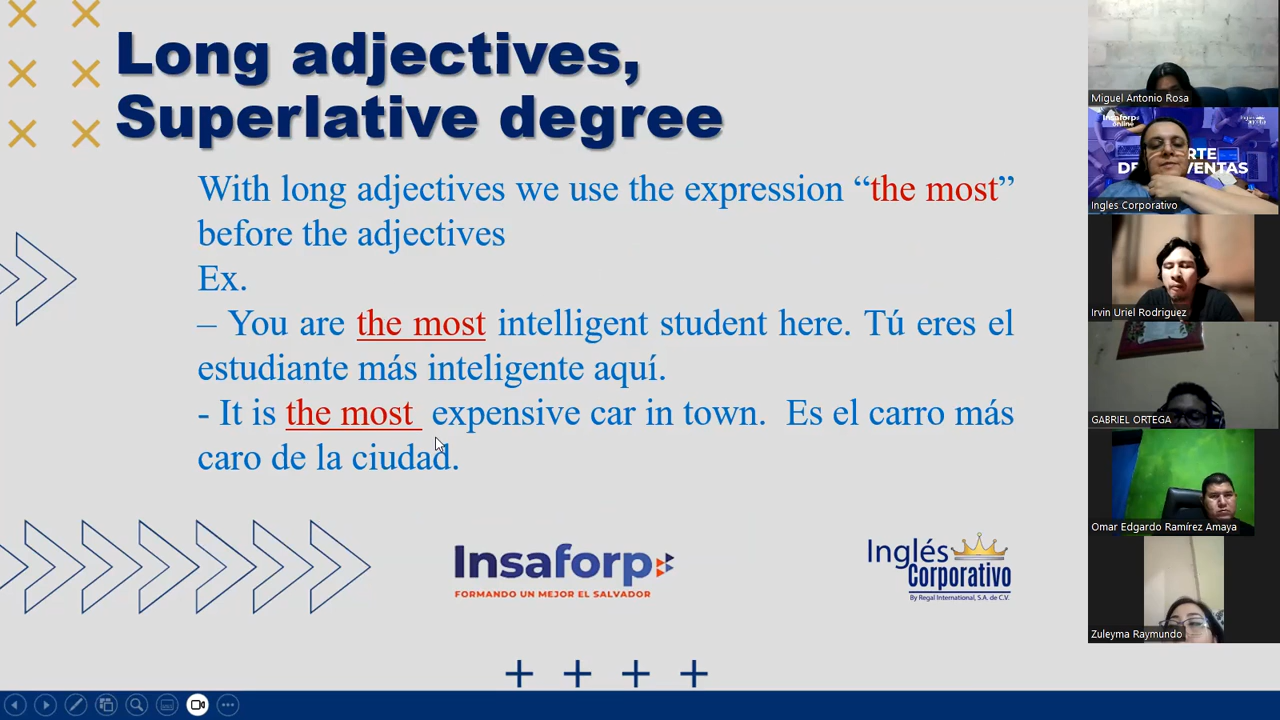 Long adjectives,
Superlative degree
With long adjectives we use the expression “the most”
before the adjectives
Ex.
– You are the most intelligent student here. Tú eres el
estudiante más inteligente aquí.
- It is the most expensive car in town. Es el carro más
caro de la ciudad.
Insaforp
FORMANDO UN MEJOR EL SALVADOR
Inglés
Corporativo
By Regal International, S.A. de C.V.
Miguel Antonio Rosa
Insaforp
online
Ingles Corporativo
Irvin Uriel Rodriguez
GABRIEL ORTEGA
Omar Edgardo Ramírez Amaya
Zuleyma Raymundo